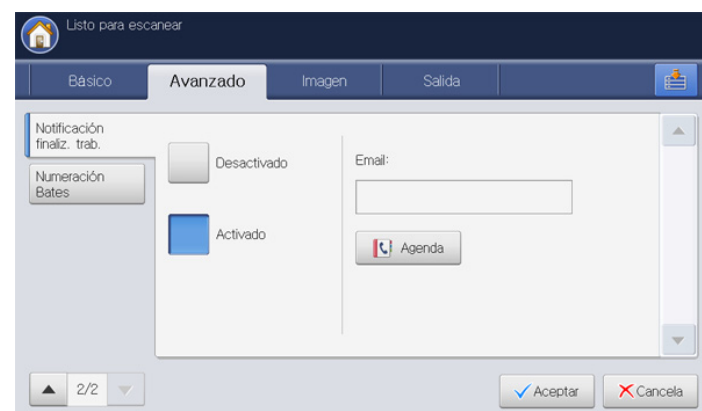 Listo para escanear
Básico
Avanzado
Imagen
Salida
Notificación
finaliz. trab.
Numeración
Bates
Desactivado
Activado
Email:
Agenda
2/2
Aceptar
Cancela